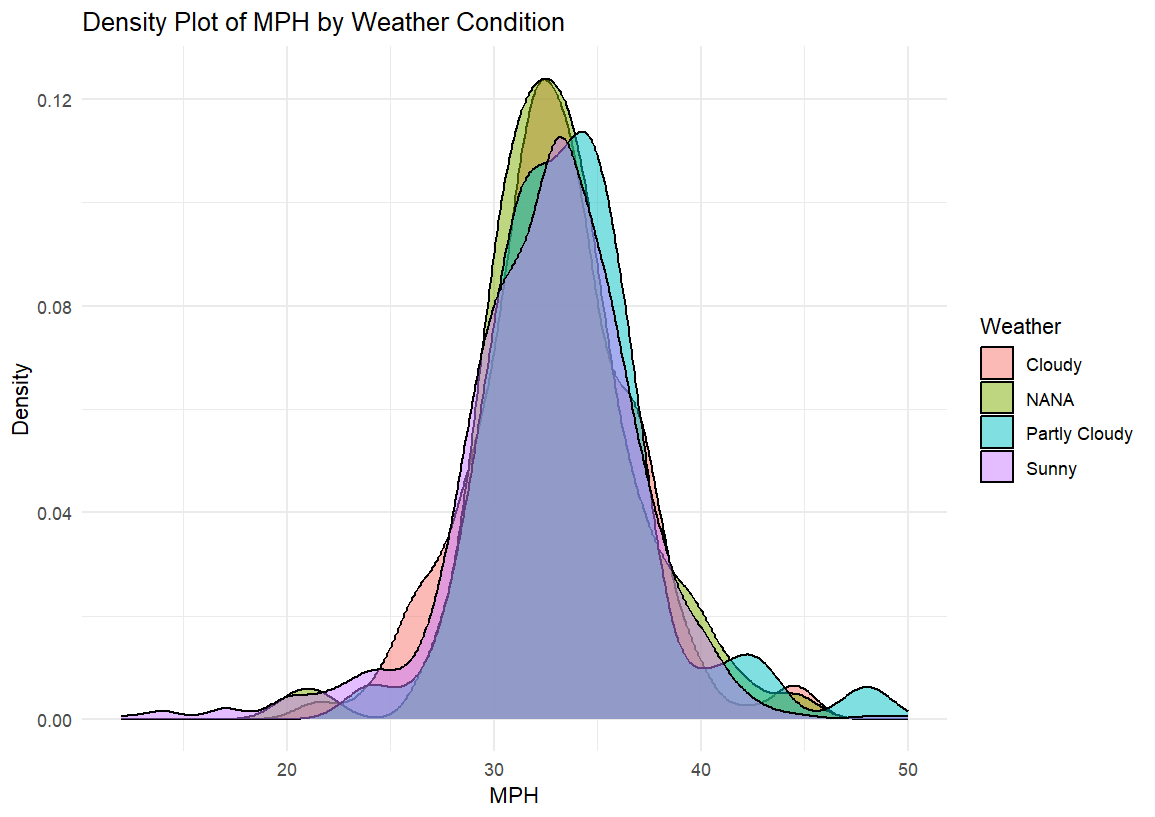 Density Plot of MPH by Weather Condition
0.12
0.08
0.04
0.00
Density
20 30 40 50
MPH
Weather
Cloudy
NANA
Partly Cloudy
Sunny